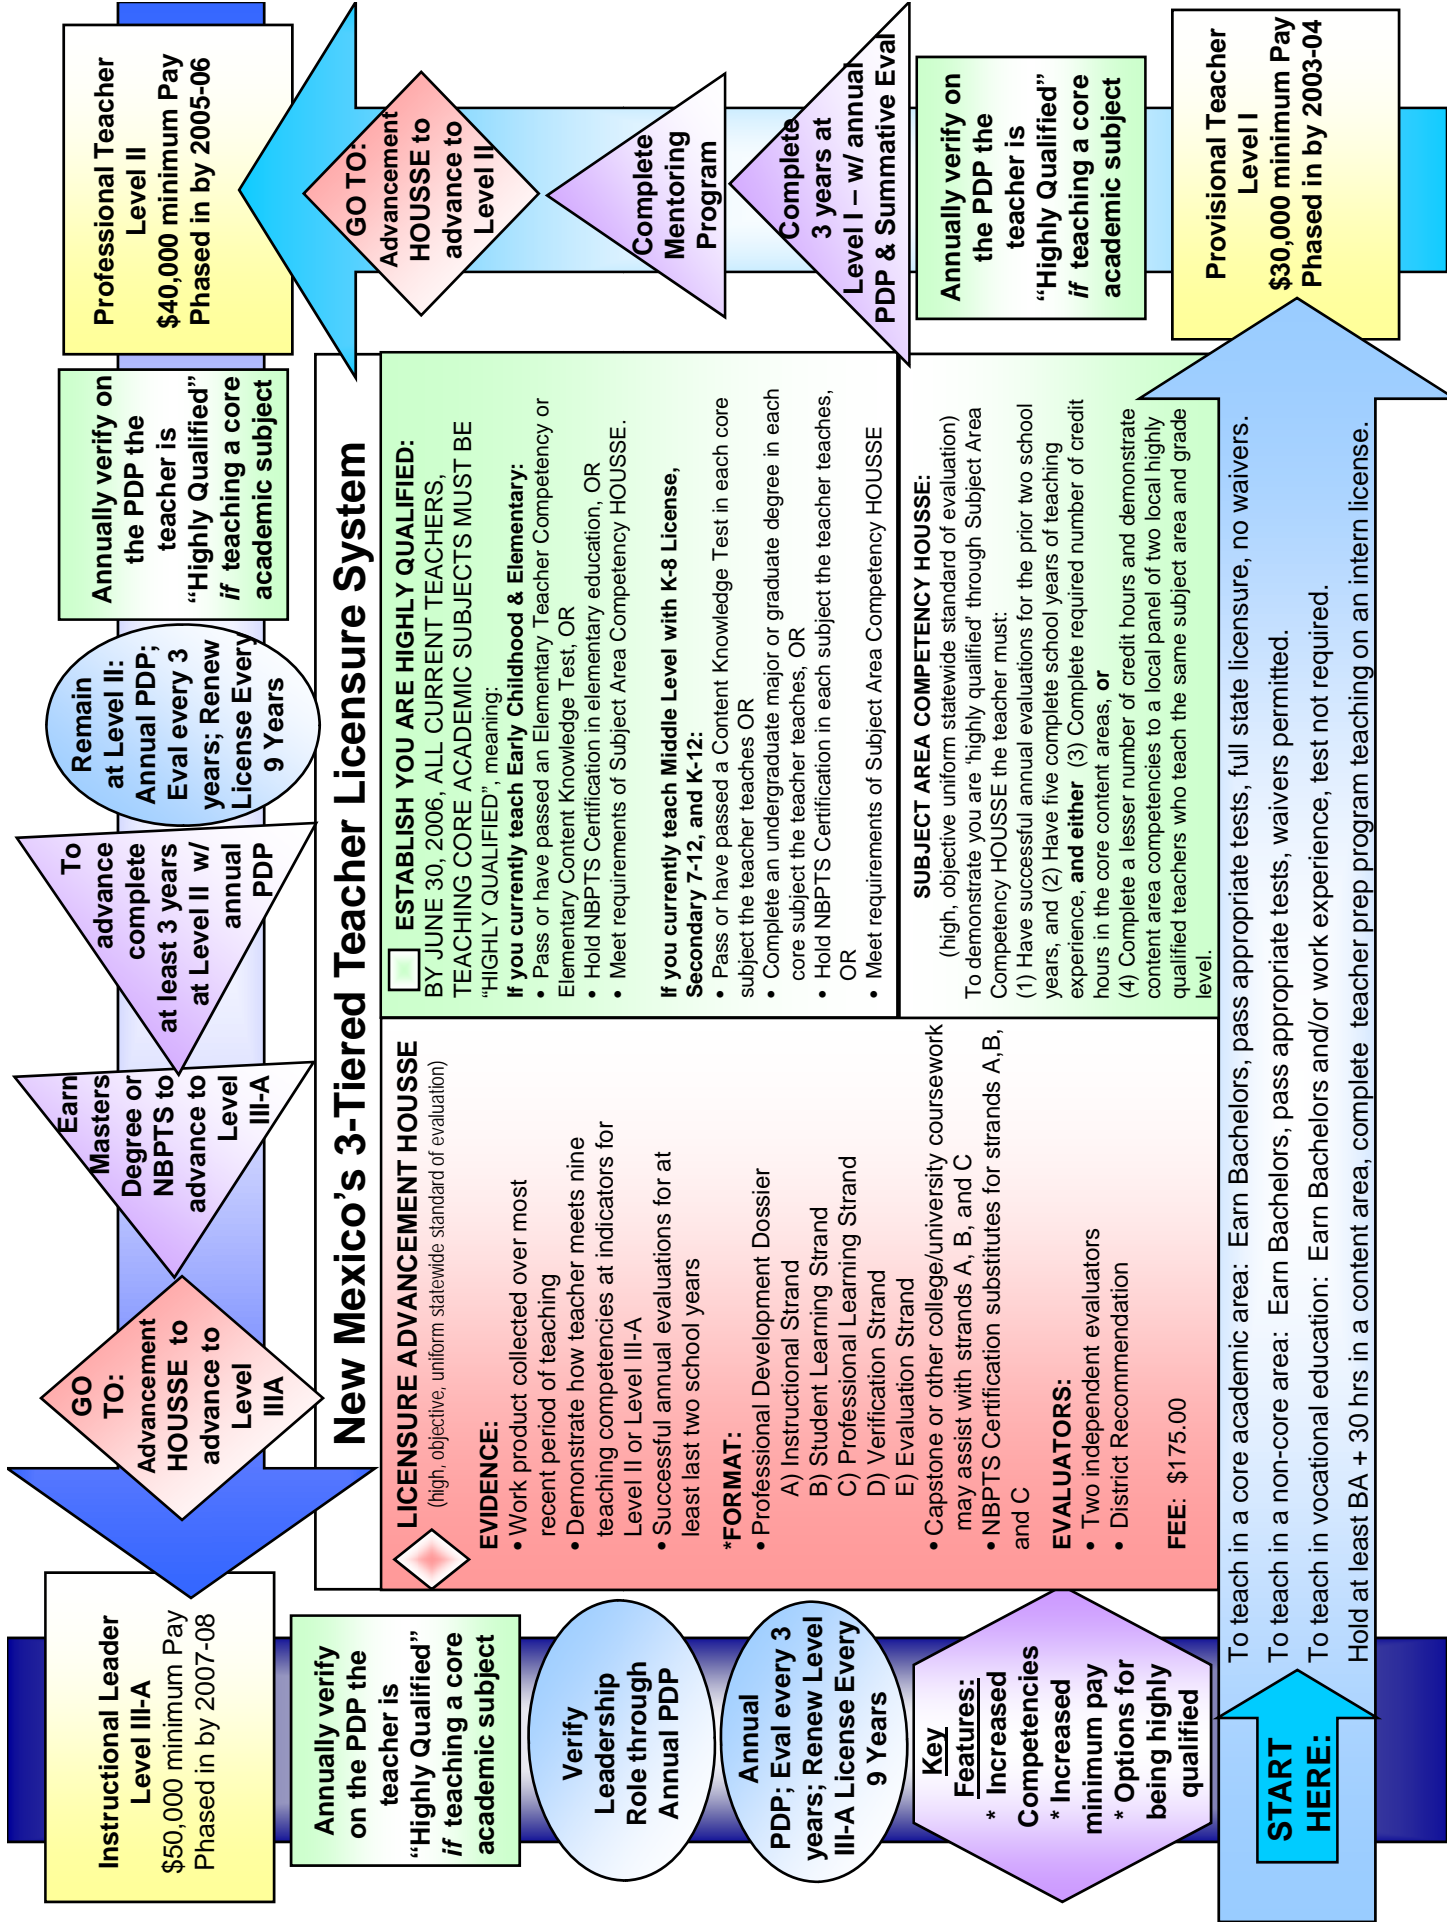 New Mexico's 3-Tiered Teacher Licensure System
START
HERE:
To teach in a core academic area:  Earn Bachelors, pass appropriate tests, full state licensure, no waivers.
To teach in a non-core area:  Earn Bachelors, pass appropriate tests, waivers permitted.
To teach in vocational education:  Earn Bachelors and/or work experience, test not required.
Hold at least BA + 30 hrs in a content area, complete  teacher prep program teaching on an intern license.
Provisional Teacher
Level I
$30,000 minimum Pay
Phased in by 2003-04
Annually verify on
the PDP the
teacher is
“Highly Qualified”
if teaching a core
academic subject
Complete
3 years at
Level I – w/ annual
PDP & Summative Eval
Complete
Mentoring
Program
GO TO:
Advancement
HOUSSE to
advance to
Level II
Professional Teacher
Level II
$40,000 minimum Pay
Phased in by 2005-06
Annually verify on
the PDP the
teacher is
“Highly Qualified”
if teaching a core
academic subject
Remain
at Level II:
Annual PDP;
Eval every 3
years; Renew
License Every
9 Years
To
advance
complete
at least 3 years
at Level II  w/
annual
PDP
Earn
Masters
Degree or
NBPTS to
advance to
Level
III-A
GO
TO:
Advancement
HOUSSE  to
advance to
Level
IIIA
Instructional Leader
Level III-A
$50,000 minimum Pay
Phased in by 2007-08
Annually verify
on the PDP the
teacher is
“Highly Qualified”
if teaching a core
academic subject
Verify
Leadership
Role through
Annual PDP
Annual
PDP; Eval every 3
years; Renew Level
III-A License Every
9 Years
Key
Features:
* Increased
Competencies
* Increased
minimum pay
* Options for
being highly
qualified
LICENSURE ADVANCEMENT HOUSSE
(high, objective, uniform statewide standard of evaluation)
EVIDENCE:
• Work product collected over most
recent period of teaching
• Demonstrate how teacher meets nine
teaching competencies at indicators for
Level II or Level III-A
• Successful annual evaluations for at
least last two school years
*FORMAT:
• Professional Development Dossier
A) Instructional Strand
B) Student Learning Strand
C) Professional Learning Strand
D) Verification Strand
E) Evaluation Strand
• Capstone or other college/university coursework
may assist with strands A, B, and C
• NBPTS Certification substitutes for strands A,B,
and C
EVALUATORS:
• Two independent evaluators
• District Recommendation
FEE:  $175.00
ESTABLISH YOU ARE HIGHLY QUALIFIED:
BY JUNE 30, 2006, ALL CURRENT TEACHERS,
TEACHING CORE ACADEMIC SUBJECTS MUST BE
“HIGHLY QUALIFIED”, meaning:
If you currently teach Early Childhood & Elementary:
• Pass or have passed an Elementary Teacher Competency or
Elementary Content Knowledge Test, OR
• Hold NBPTS Certification in elementary education, OR
• Meet requirements of Subject Area Competency HOUSSE.
If you currently teach Middle Level with K-8 License,
Secondary 7-12, and K-12:
• Pass or have passed a Content Knowledge Test in each core
subject the teacher teaches OR
• Complete an undergraduate major or graduate degree in each
core subject the teacher teaches, OR
• Hold NBPTS Certification in each subject the teacher teaches,
OR
• Meet requirements of Subject Area Competency HOUSSE
SUBJECT AREA COMPETENCY HOUSSE:
(high, objective uniform statewide standard of evaluation)
To demonstrate you are ‘highly qualified’ through Subject Area
Competency HOUSSE the teacher must:
(1) Have successful annual evaluations for the prior two school
years, and (2) Have five complete school years of teaching
experience, and either  (3) Complete required number of credit
hours in the core content areas, or
(4) Complete a lesser number of credit hours and demonstrate
content area competencies to a local panel of two local highly
qualified teachers who teach the same subject area and grade
level.